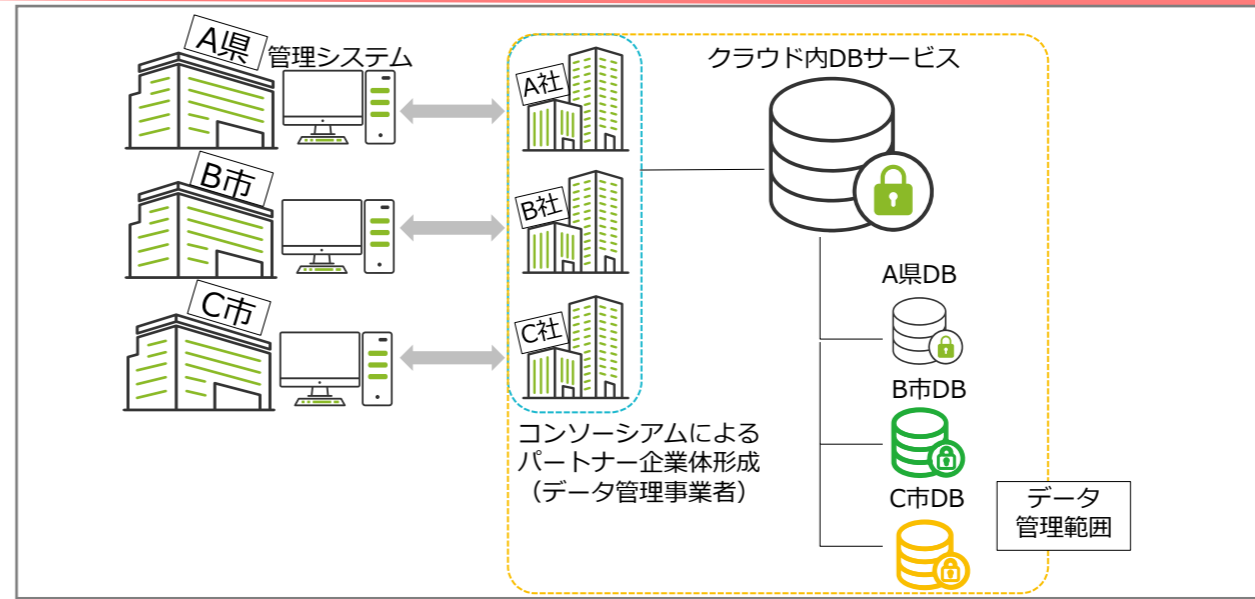 A県
管理システム
B市
C市
A社
B社
C社
コンソーシアムによる
パートナー企業体形成
（データ管理事業者）
クラウド内DBサービス
A県DB
B市DB
C市DB
データ
管理範囲